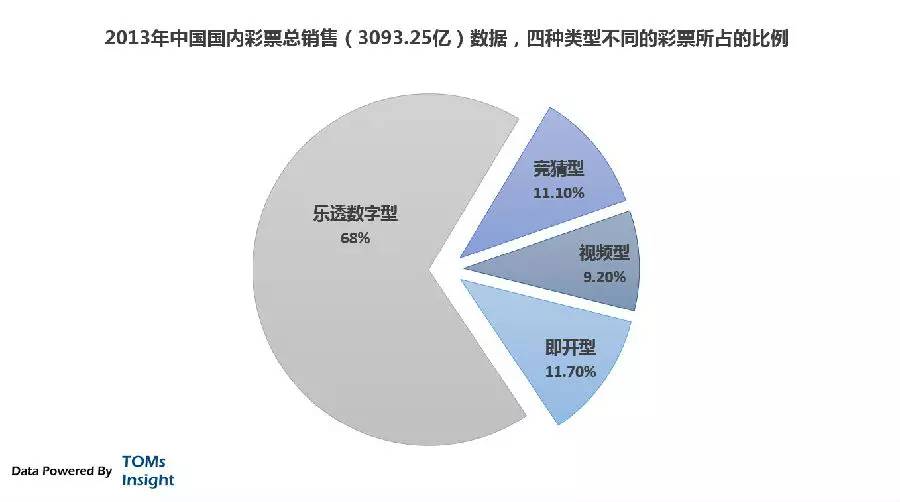 2013年中国国内彩票总销售（3093.25亿）数据，四种类型不同的彩票所占的比例
竞猜型
11.10%
乐透数字型
68%
视频型
9.20%
即开型
11.70%
Data Powered By
TOMs
Insight